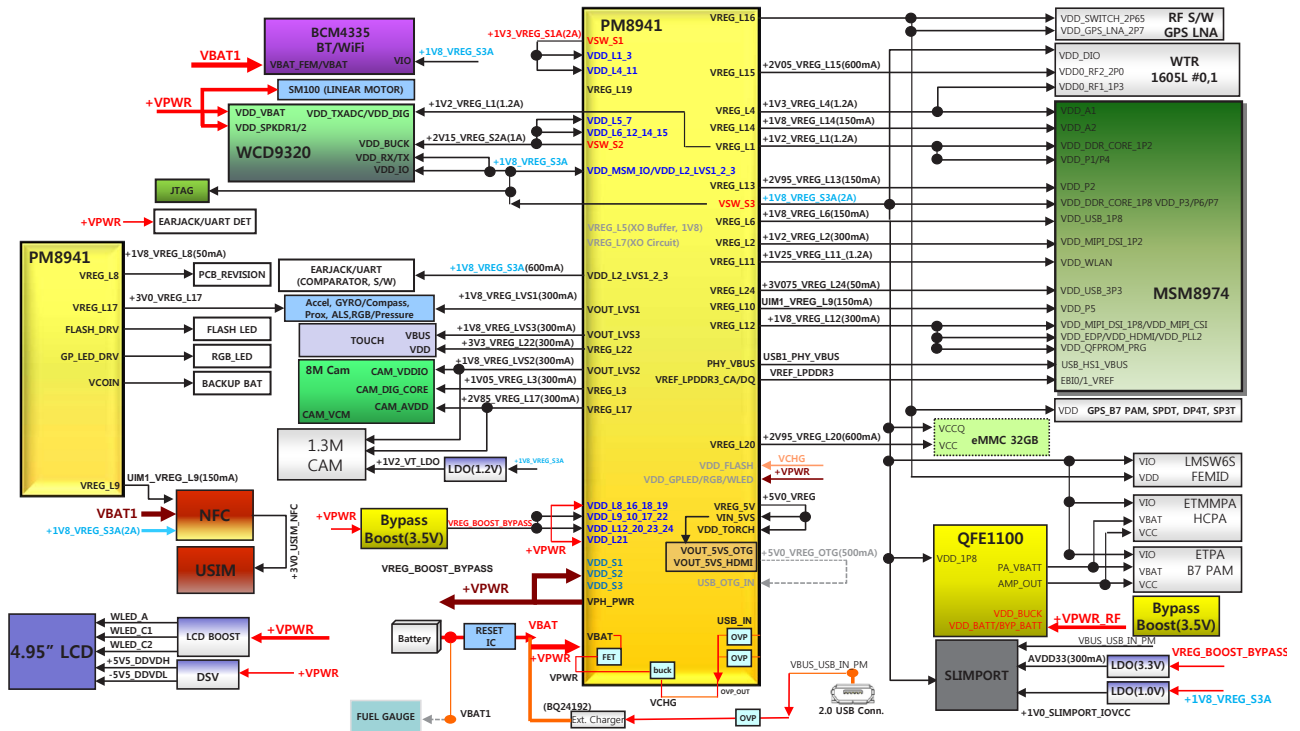 PM8941
BCM4335
BT/WiFi
VIO
VBAT_FEM/VBAT
VBAT1
+1V8_VREG_S3A
SM100 (LINEAR MOTOR)
+VPWR
VDD_VBAT
VDD_TXADC/VDD_DIG
VDD_SPKDR1/2
WCD9320
VDD_BUCK
VDD_RX/TX
VDD_IO
JTAG
+VPWR
EARJACK/UART DET
+1V3_VREG_S1A(2A)
+1V2_VREG_L1(1.2A)
+2V15_VREG_S2A(1A)
+1V8_VREG_S3A
VSW_S1
VDD_L1_3
VDD_L4_11
VREG_L19
VDD_L5_7
VDD_L6_12_14_15
VSW_S2
VDD_MSM_IO/VDD_L2_LVS1_2_3
VREG_L5(XO Buffer, 1V8)
VREG_L7(XO Circuit)
VDD_L2_LVS1_2_3
VOUT_LVS1
VOUT_LVS3
VREG_L22
VOUT_LVS2
VREG_L3
VREG_L17
VREG_L16
VREG_L15
VREG_L4
VREG_L14
VREG_L1
VREG_L13
VSW_S3
VREG_L6
VREG_L2
VREG_L11
VREG_L24
VREG_L10
VREG_L12
PHY_VBUS
VREF_LPDDR3_CA/DQ
VREG_L20
VDD_FLASH
VDD_GPLED/RGB/WLED
VREG_5V
VIN_5VS
VDD_TORCH
VOUT_5VS_OTG
VOUT_5VS_HDMI
USB_OTG_IN
VDD_L8_16_18_19
VDD_L9_10_17_22
VDD_L12_20_23_24
VDD_L21
VDD_S1
VDD_S2
VDD_S3
VPH_PWR
VBAT
USB_IN
OVP
OVP
FET
buck
VPWR
VCHG
OVP_OUT
+2V05_VREG_L15(600mA)
+1V3_VREG_L4(1.2A)
+1V8_VREG_L14(150mA)
+1V2_VREG_L1(1.2A)
+2V95_VREG_L13(150mA)
+1V8_VREG_S3A(2A)
+1V8_VREG_L6(150mA)
+1V2_VREG_L2(300mA)
+1V25_VREG_L11_(1.2A)
+3V075_VREG_L24(50mA)
UIM1_VREG_L9(150mA)
+1V8_VREG_L12(300mA)
USB1_PHY_VBUS
VREF_LPDDR3
+2V95_VREG_L20(600mA)
VCHG
+VPWR
+5V0_VREG
+5V0_VREG_OTG(500mA)
VDD_SWITCH_2P65
VDD_GPS_LNA_2P7
RF S/W
GPS LNA
VDD_DIO
VDD0_RF2_2P0
VDD0_RF1_1P3
WTR
1605L #0,1
VDD_A1
VDD_A2
VDD_DDR_CORE_1P2
VDD_P1/P4
VDD_P2
VDD_DDR_CORE_1P8 VDD_P3/P6/P7
VDD_USB_1P8
VDD_MIPI_DSI_1P2
VDD_WLAN
MSM8974
VDD_USB_3P3
VDD_P5
VDD_MIPI_DSI_1P8/VDD_MIPI_CSI
VDD_EDP/VDD_HDMI/VDD_PLL2
VDD_QFPROM_PRG
USB_HS1_VBUS
EBI0/1_VREF
VDD GPS_B7 PAM, SPDT, DP4T, SP3T
VCCQ
VCC
eMMC 32GB
VIO
VDD
LMSW6S
FEMID
VIO
VBAT
VCC
ETMMPA
HCPA
VIO
VBAT
VCC
ETPA
B7 PAM
QFE1100
VDD_1P8
PA_VBATT
AMP_OUT
VDD_BUCK
VDD_BATT/BYP_BATT
+VPWR_RF
Bypass
Boost(3.5V)
SLIMPORT
VBUS_USB_IN_PM
AVDD33(300mA)
LDO(3.3V)
VREG_BOOST_BYPASS
LDO(1.0V)
+1V8_VREG_S3A
+1V0_SLIMPORT_IOVCC
PM8941
VREG_L8
VREG_L17
FLASH_DRV
GP_LED_DRV
VCOIN
VREG_L9
+1V8_VREG_L8(50mA)
PCB_REVISION
+3V0_VREG_L17
FLASH LED
RGB_LED
BACKUP BAT
EARJACK/UART
(COMPARATOR, S/W)
+1V8_VREG_S3A(600mA)
Accel, GYRO/Compass,
Prox, ALS,RGB/Pressure
+1V8_VREG_LVS1(300mA)
TOUCH
VBUS
VDD
+1V8_VREG_LVS3(300mA)
+3V3_VREG_L22(300mA)
8M Cam
CAM_VDDIO
CAM_DIG_CORE
CAM_AVDD
CAM_VCM
+1V8_VREG_LVS2(300mA)
+1V05_VREG_L3(300mA)
+2V85_VREG_L17(300mA)
1.3M
CAM
+1V2_VT_LDO
LDO(1.2V)
+1V8_VREG_S3A
UIM1_VREG_L9(150mA)
VBAT1
+1V8_VREG_S3A(2A)
NFC
USIM
+3V0_USIM_NFC
+VPWR
Bypass
Boost(3.5V)
VREG_BOOST_BYPASS
+VPWR
VREG_BOOST_BYPASS
+VPWR
4.95” LCD
WLED_A
WLED_C1
WLED_C2
+5V5_DDVDH
-5V5_DDVDL
LCD BOOST
DSV
+VPWR
+VPWR
Battery
RESET
IC
VBAT
+VPWR
FUEL GAUGE
VBAT1
(BQ24192)
Ext. Charger
OVP
VBUS_USB_IN_PM
2.0 USB Conn.